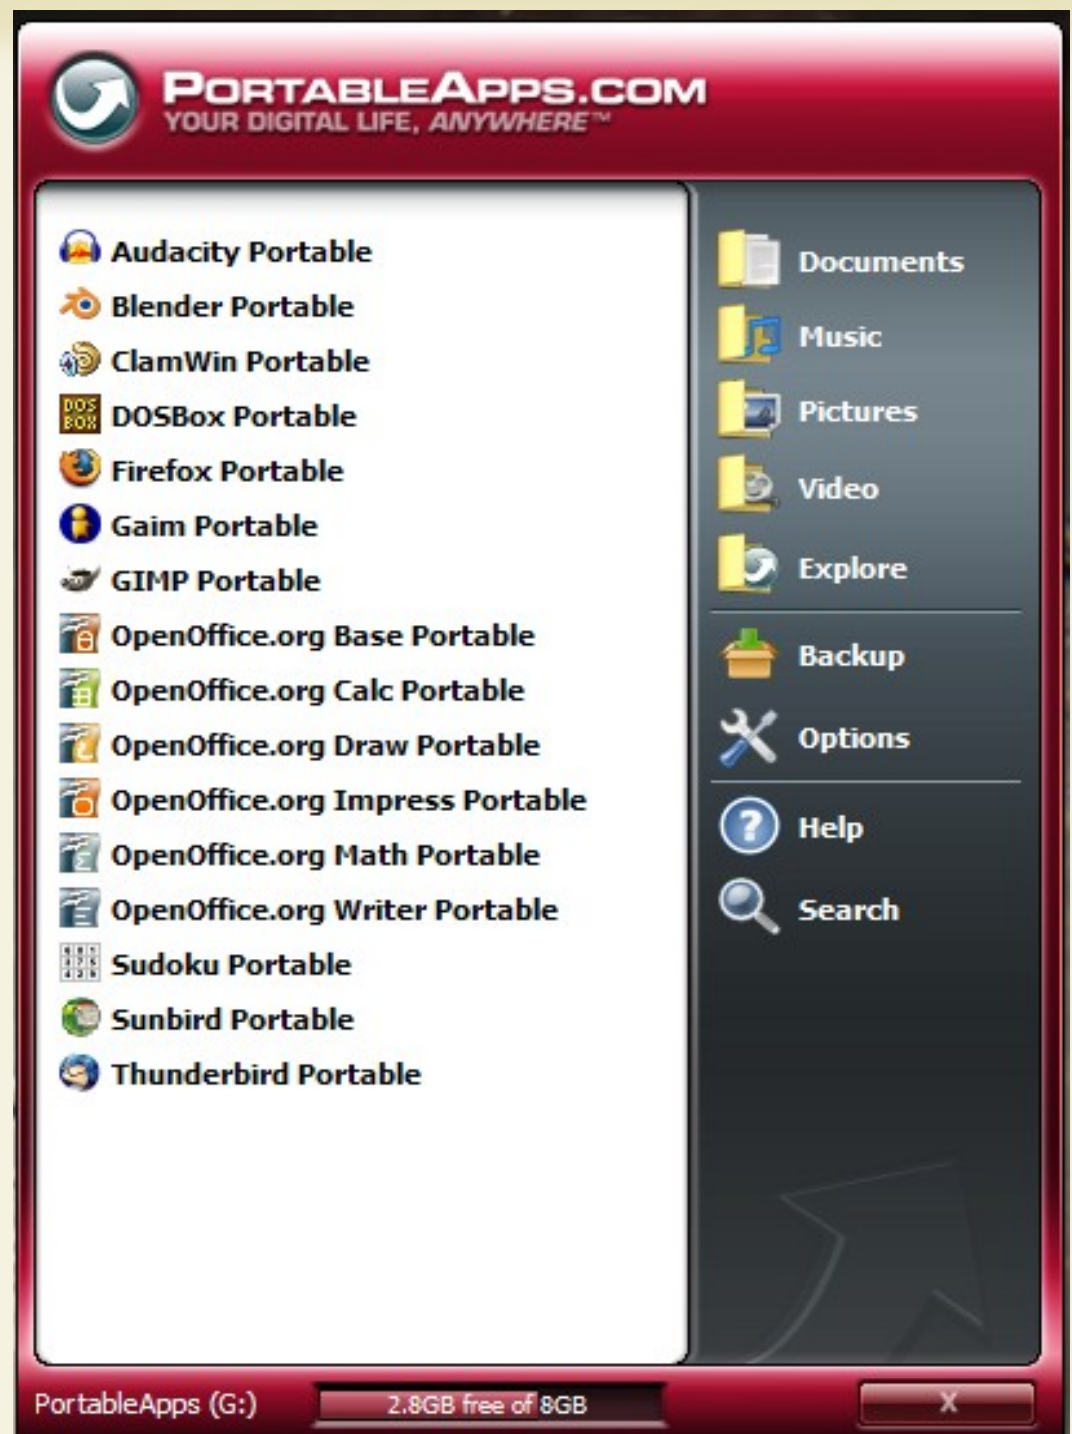 PORTABLEAPPS.COM
YOUR DIGITAL LIFE, ANYWHERE™
Audacity Portable
Blender Portable
ClamWin Portable
DOSBox Portable
Firefox Portable
Gaim Portable
GIMP Portable
OpenOffice.org Base Portable
OpenOffice.org Calc Portable
OpenOffice.org Draw Portable
OpenOffice.org Impress Portable
OpenOffice.org Math Portable
OpenOffice.org Writer Portable
Sudoku Portable
Sunbird Portable
Thunderbird Portable
Documents
Music
Pictures
Video
Explore
Backup
Options
Help
Search
PortableApps (G:)
2.8GB free of 8GB
X